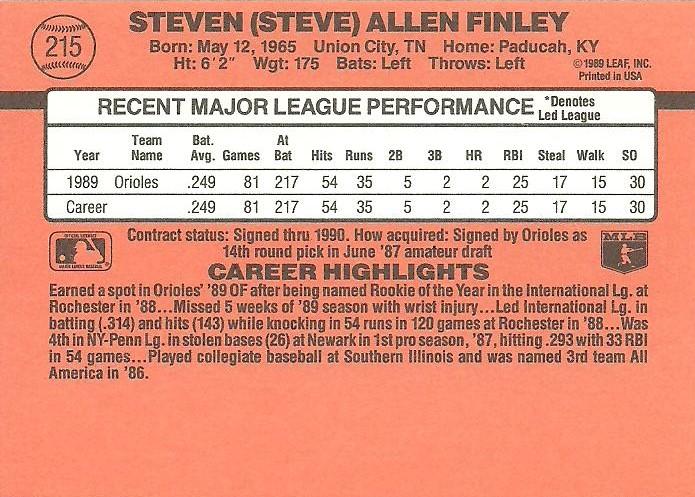 215
STEVEN (STEVE) ALLEN FINLEY
Born: May 12, 1965 Union City, TN Home: Paducah, KY
Ht: 6'2" Wgt: 175 Bats: Left Throws: Left
©1989 LEAF, INC.
Printed in USA
RECENT MAJOR LEAGUE PERFORMANCE
*Denotes
Led League
Year Team Name Bat. Avg. Games At Bat Hits Runs 2B 3B HR RBI Steal Walk SO
1989 Orioles .249 81 217 54 35 5 2 2 25 17 15 30
Career .249 81 217 54 35 5 2 2 25 17 15 30
Contract status: Signed thru 1990. How acquired: Signed by Orioles as
14th round pick in June '87 amateur draft
MLB
CAREER HIGHLIGHTS
Earned a spot in Orioles' '89 OF after being named Rookie of the Year in the International Lg. at
Rochester in '88...Missed 5 weeks of '89 season with wrist injury...Led International Lg. in
batting (.314) and hits (143) while knocking in 54 runs in 120 games at Rochester in '88...Was
4th in NY-Penn Lg. in stolen bases (26) at Newark in 1st pro season, '87, hitting .293 with 33 RBI
in 54 games...Played collegiate baseball at Southern Illinois and was named 3rd team All
America in '86.